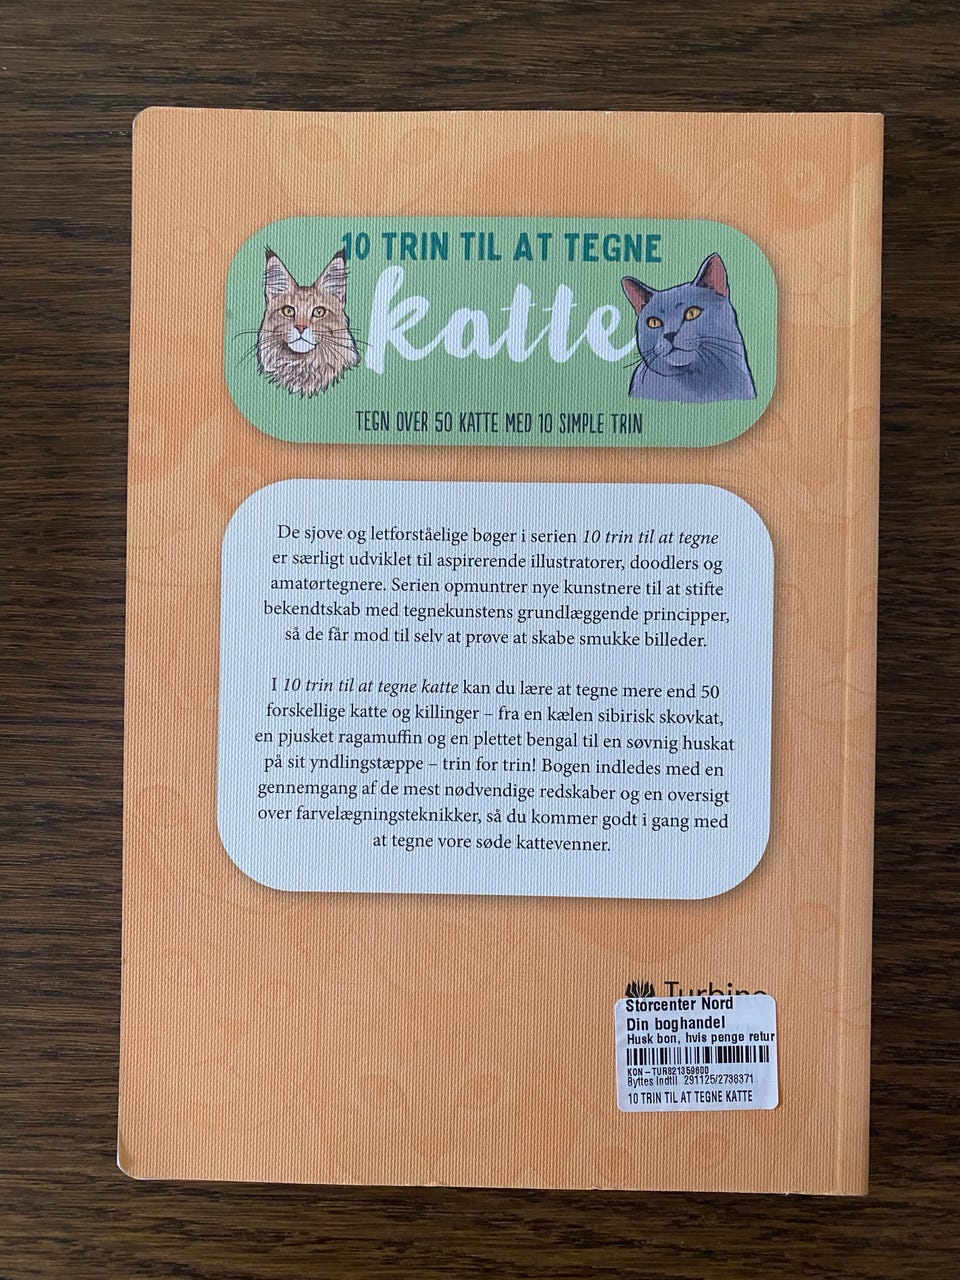 10 TRIN TIL AT TEGNE
katte
TEGN OVER 50 KATTE MED 10 SIMPLE TRIN
De sjove og letforståelige bøger i serien 10 trin til at tegne
er særligt udviklet til aspirerende illustratorer, doodlers og
amatørtegnere. Serien opmuntrer nye kunstnere til at stifte
bekendtskab med tegnekunstens grundlæggende principper,
så de får mod til selv at prøve at skabe smukke billeder.
I 10 trin til at tegne katte kan du lære at tegne mere end 50
forskellige katte og killinger – fra en kælen sibirisk skovkat,
en pjusket ragamuffin og en plettet bengal til en søvnig huskat
på sit yndlingstæppe – trin for trin! Bogen indledes med en
gennemgang af de mest nødvendige redskaber og en oversigt
over farvelægningsteknikker, så du kommer godt i gang med
at tegne vore søde kattevenner.
Turbine
Storcenter Nord
Din boghandel
Husk bon, hvis penge retur
KON – TUR821359600
Byttes indtil 291125/2738371
10 TRIN TIL AT TEGNE KATTE